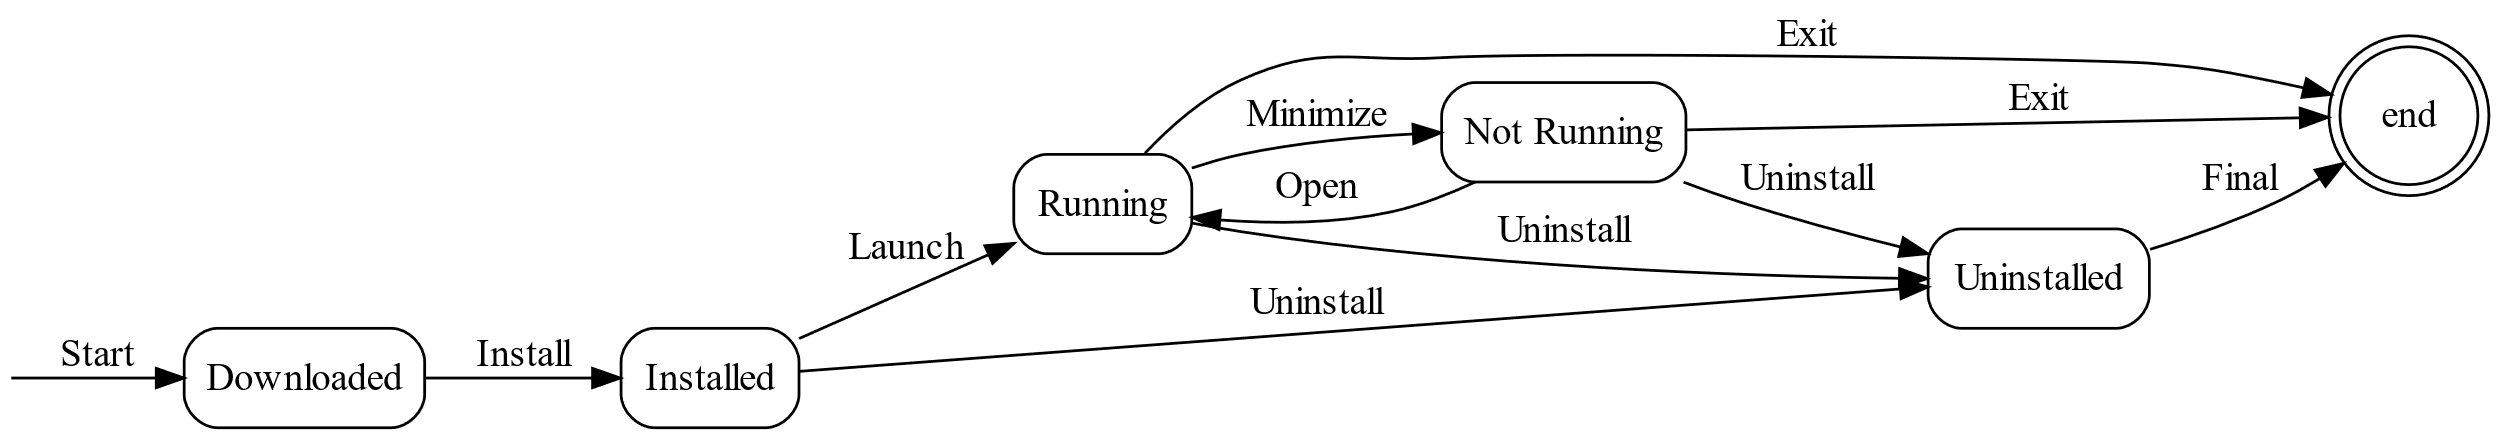 Exit
Minimize
Not Running
Exit
end
Running
Open
Uninstall
Final
Launch
Uninstall
Uninstalled
Uninstall
Start
Downloaded
Install
Installed